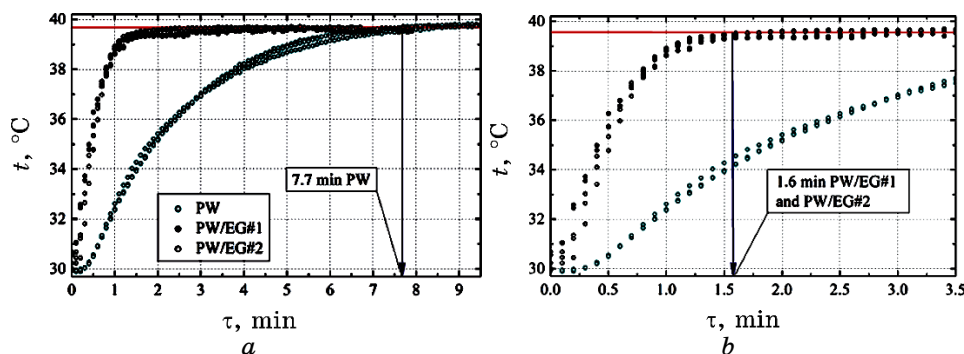 40
38
36
34
32
30
t, °C
7.7 min PW
PW
PW/EG#1
PW/EG#2
0 1 2 3 4 5 6 7 8 9
τ, min
a
40
38
36
34
32
30
t, °C
1.6 min PW/EG#1
and PW/EG#2
0.0 0.5 1.0 1.5 2.0 2.5 3.0 3.5
τ, min
b